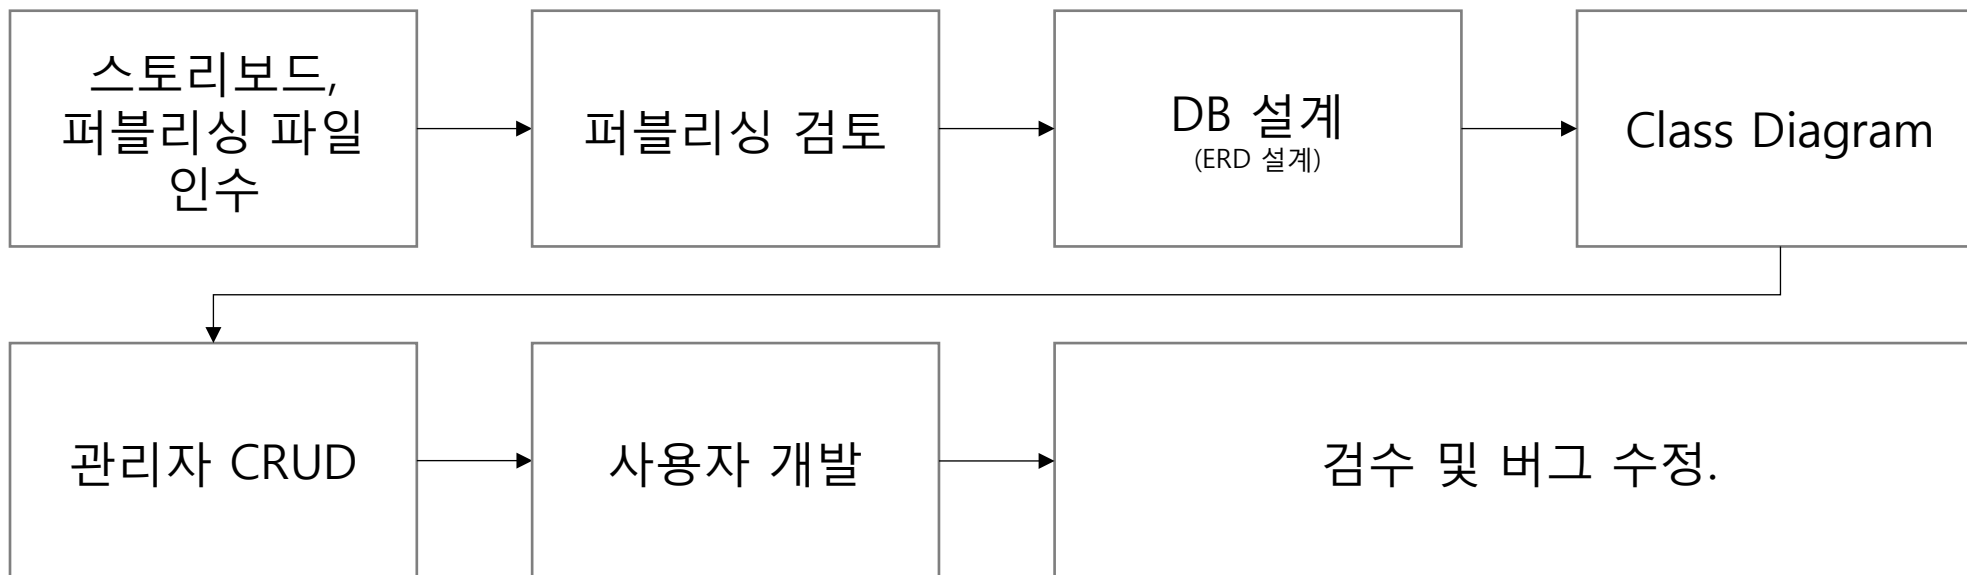 스토리보드,
퍼블리싱 파일
인수
퍼블리싱 검토
DB 설계
(ERD 설계)
Class Diagram
관리자 CRUD
사용자 개발
검수 및 버그 수정.